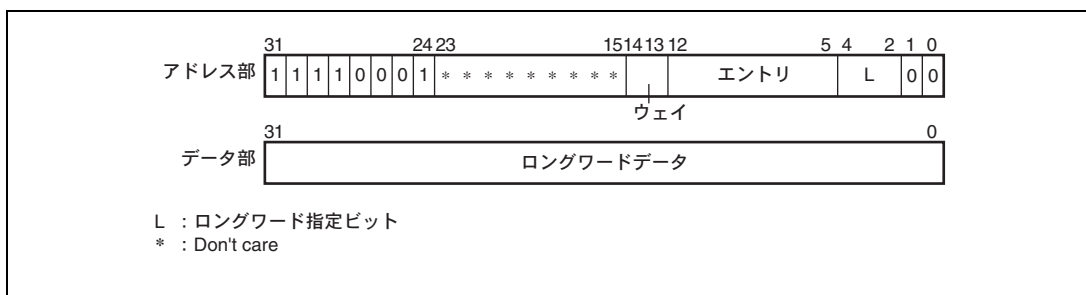 31 24 23 15 14 13 12 5 4 2 1 0
アドレス部 1 1 1 1 0 0 0 1 * * * * * * * * * エントリ L 0 0
ウェイ
31 0
データ部 ロングワードデータ
L :ロングワード指定ビット
* :Don't care